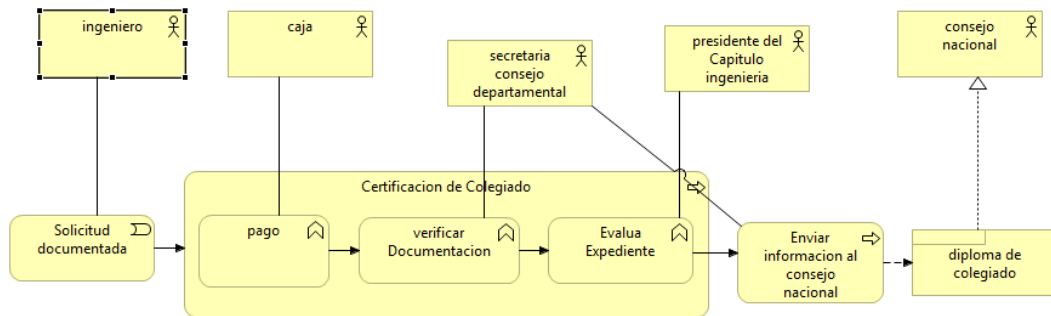 ingeniero
caja
secretaria
consejo
departamental
presidente del
Capitulo
ingenieria
consejo
nacional
Certificacion de Colegiado
Solicitud
documentada
pago
verificar
Documentacion
Evalua
Expediente
Enviar
informacion al
consejo
nacional
diploma de
colegiado